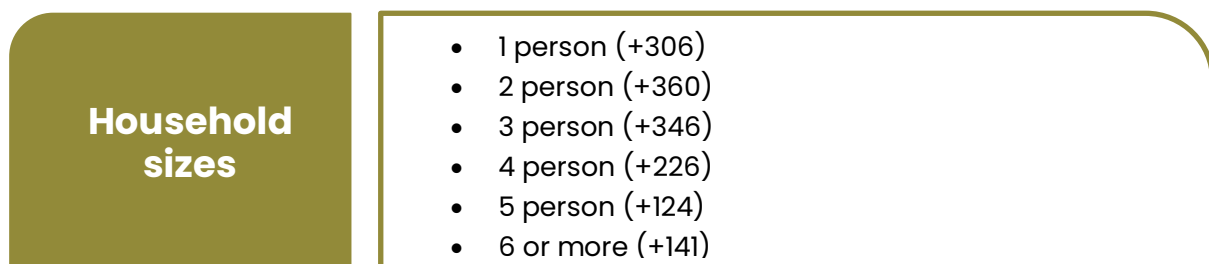 Household
sizes
• 1 person (+306)
• 2 person (+360)
• 3 person (+346)
• 4 person (+226)
• 5 person (+124)
• 6 or more (+141)